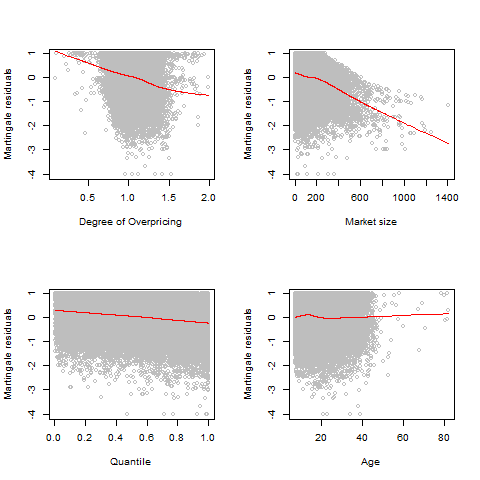 Martingale residuals
1
0
-1
-2
-3
-4
0.5 1.0 1.5 2.0
Degree of Overpricing
Martingale residuals
1
0
-1
-2
-3
-4
0 200 600 1000 1400
Market size
Martingale residuals
1
0
-1
-2
-3
-4
0.0 0.2 0.4 0.6 0.8 1.0
Quantile
Martingale residuals
1
0
-1
-2
-3
-4
20 40 60 80
Age